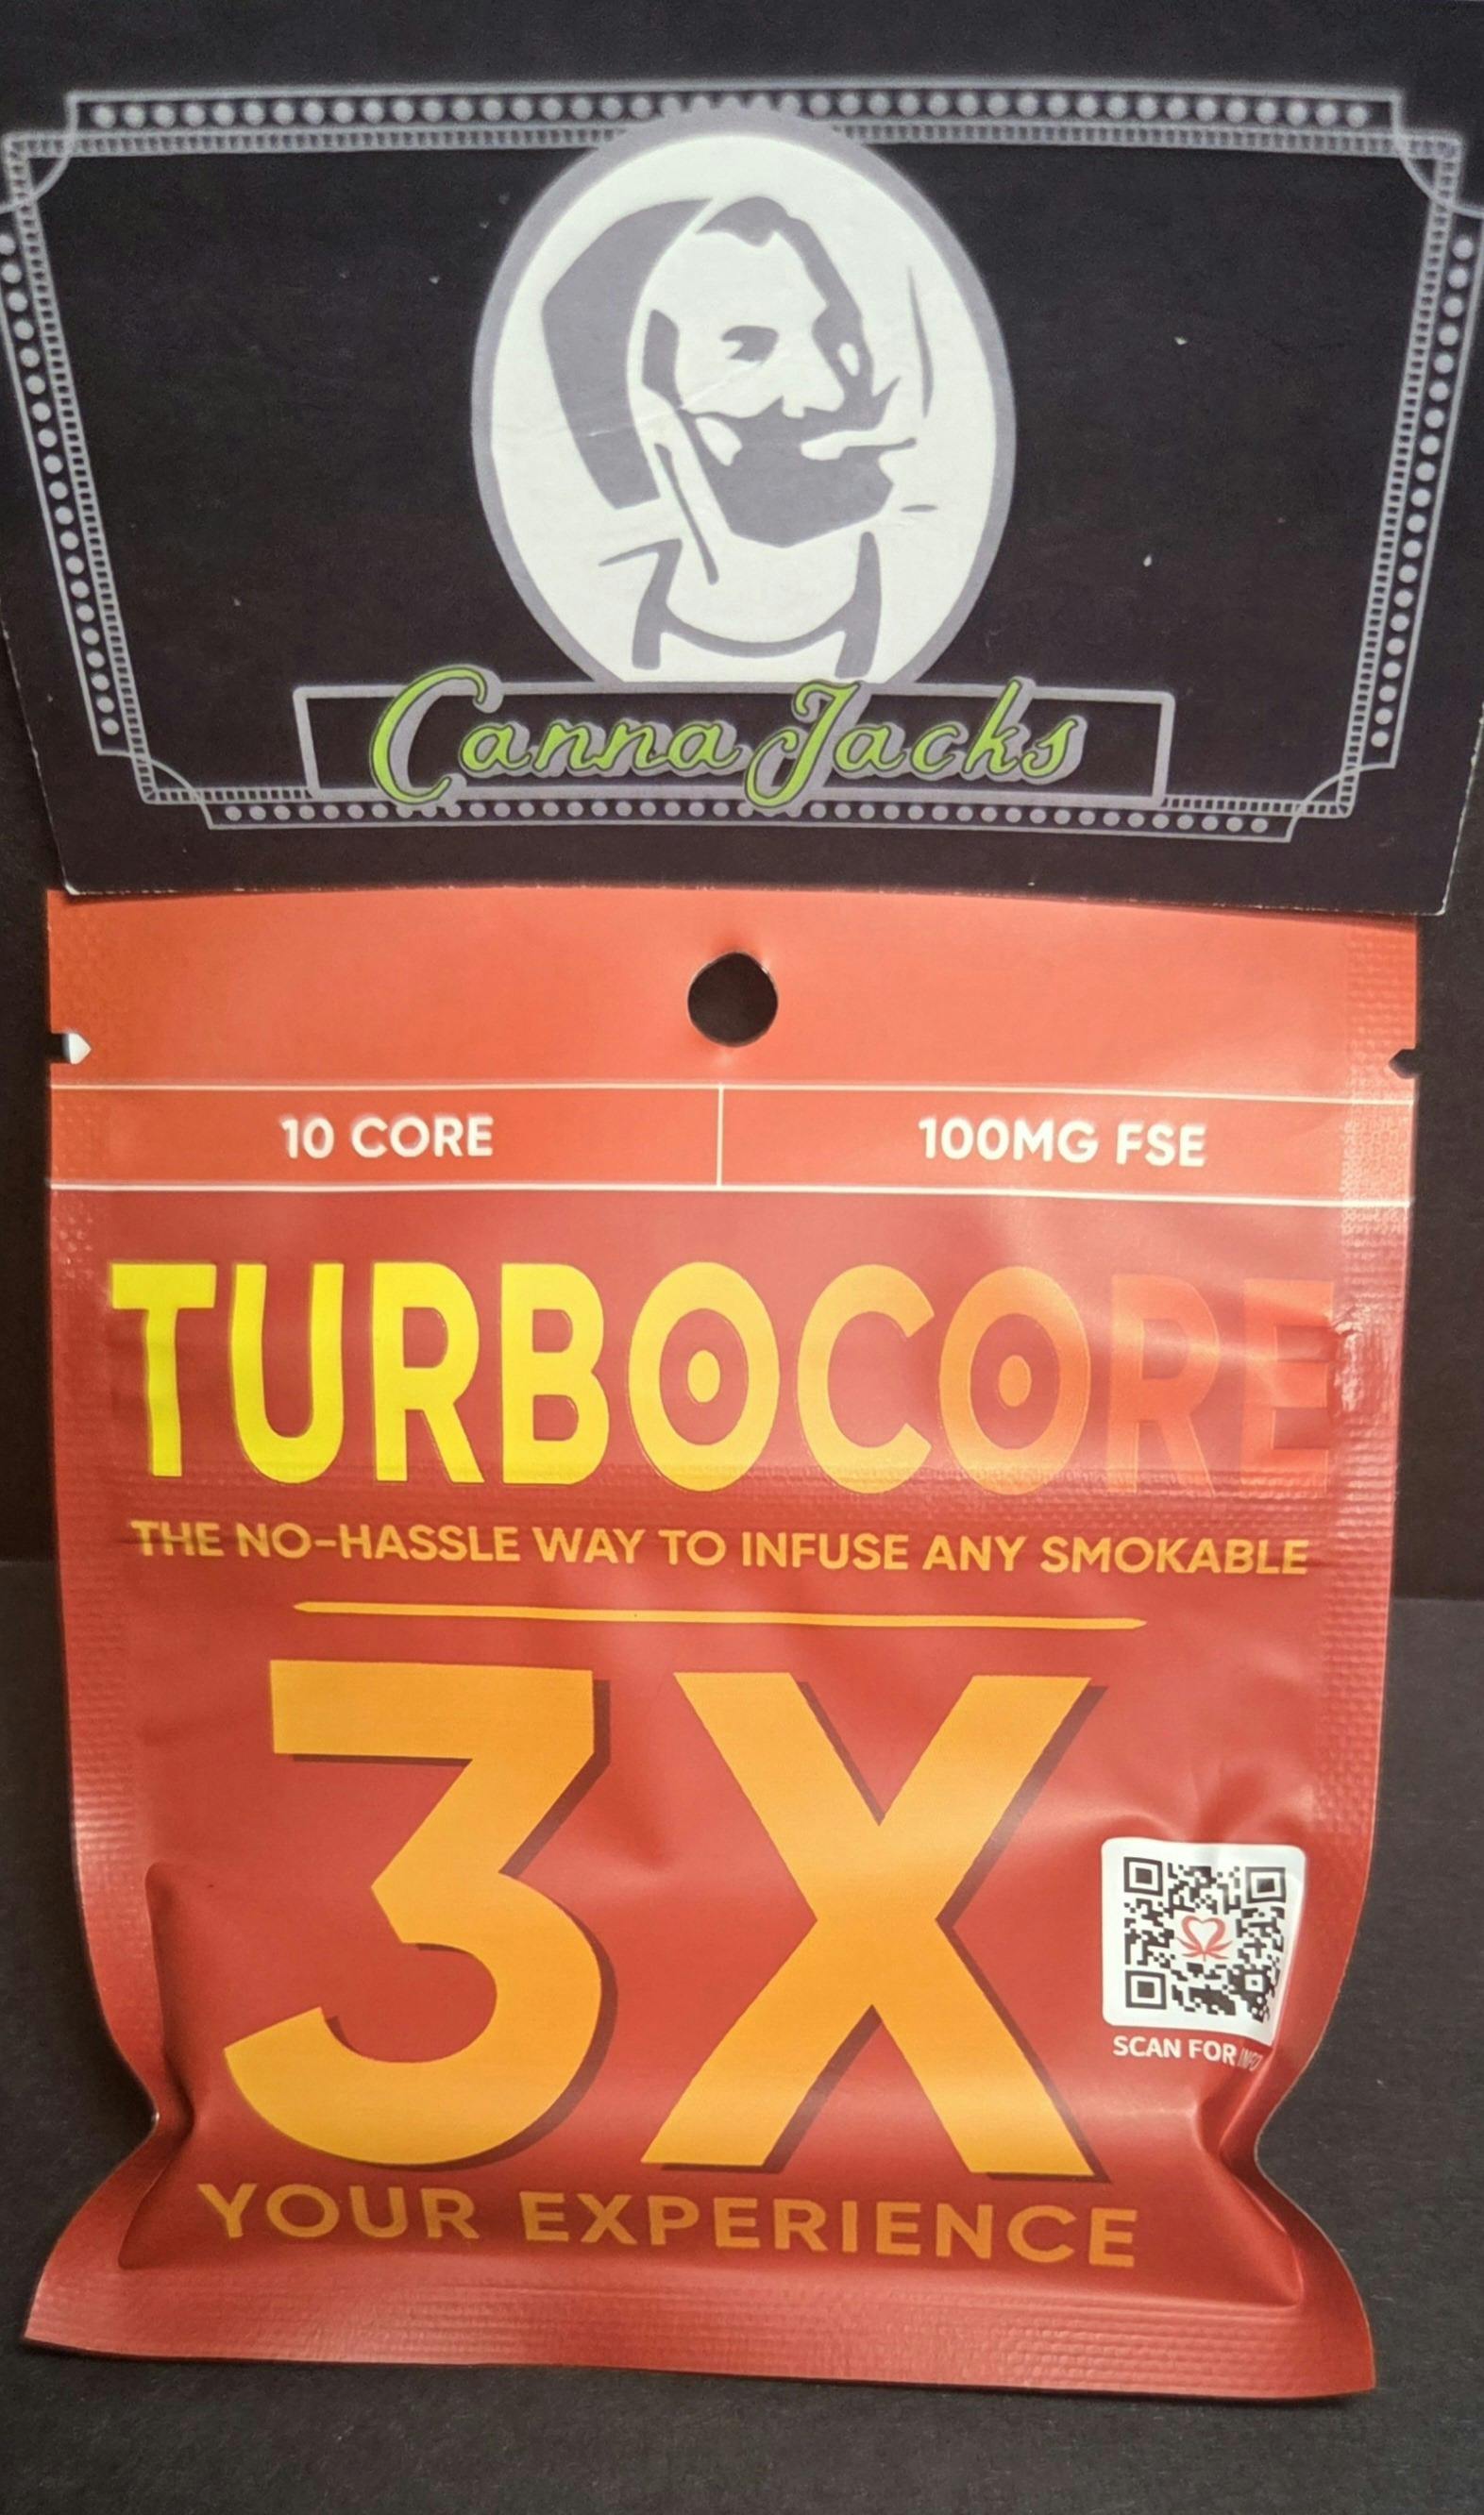 Canna Jacks
10 CORE
100MG FSE
TURBOCORE
THE NO-HASSLE WAY TO INFUSE ANY SMOKABLE
3X
SCAN FOR INFO
YOUR EXPERIENCE